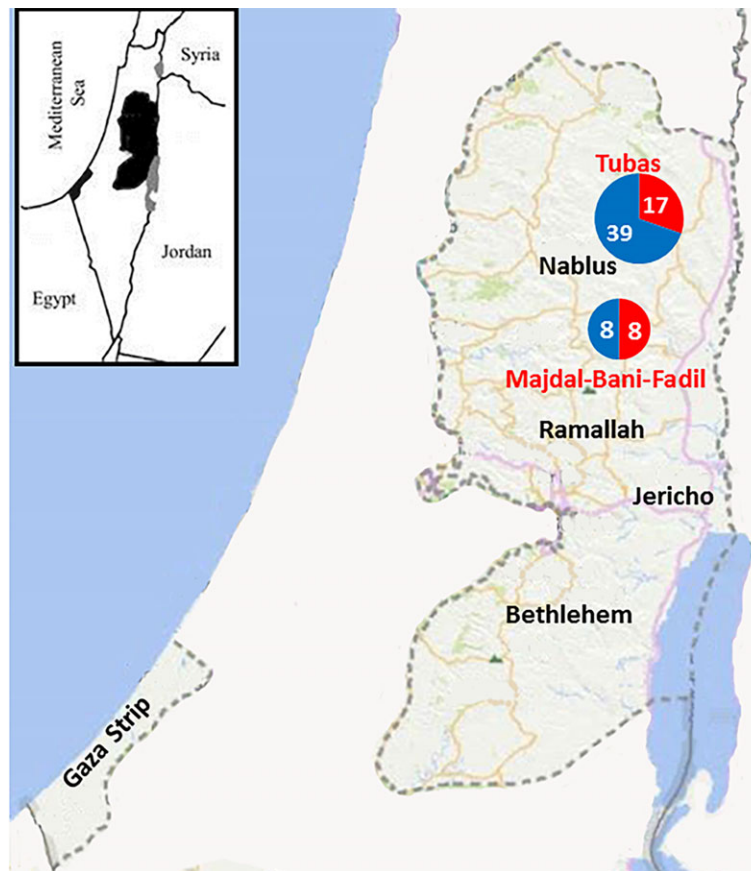 Mediterranean
Sea
Syria
Jordan
Egypt
Tubas
17
39
Nablus
8 8
Majdal-Bani-Fadil
Ramallah
Jericho
Bethlehem
Gaza Strip